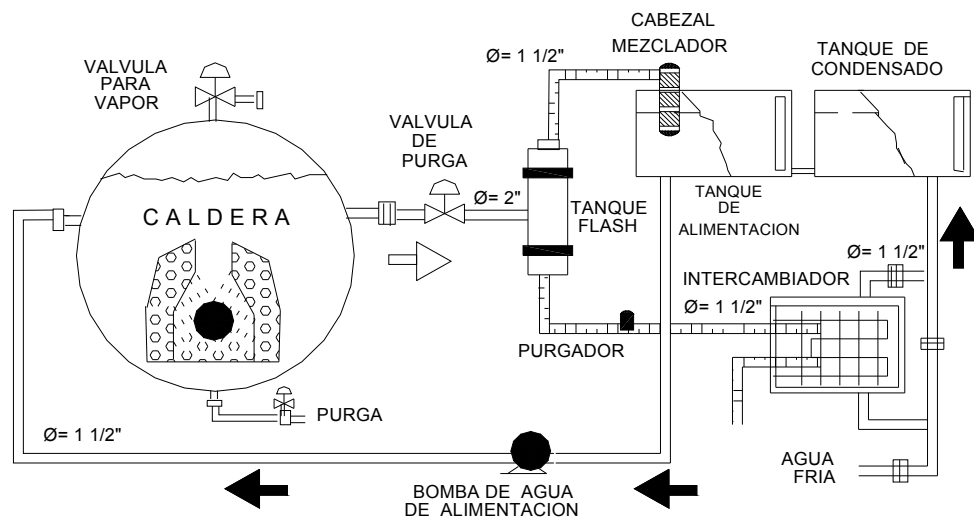 CABEZAL
MEZCLADOR
TANQUE DE
CONDENSADO
Ø= 1 1/2"
VALVULA
PARA
VAPOR
VALVULA
DE
PURGA
Ø= 2"
TANQUE
FLASH
TANQUE
DE
ALIMENTACION
CALDERA
Ø= 1 1/2"
INTERCAMBIADOR
Ø= 1 1/2"
PURGADOR
PURGA
Ø= 1 1/2"
AGUA
FRIA
BOMBA DE AGUA
DE ALIMENTACION